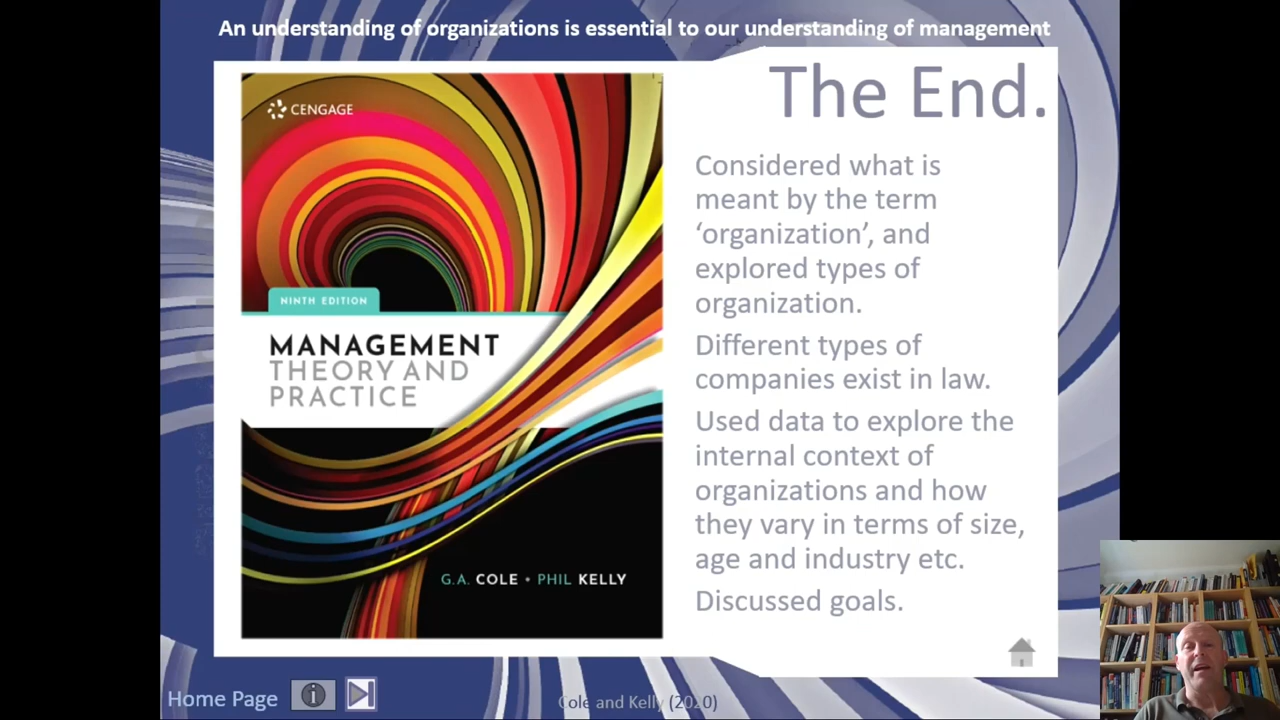 An understanding of organizations is essential to our understanding of management
CENGAGE
NINTH EDITION
MANAGEMENT
THEORY AND
PRACTICE
G.A. COLE • PHIL KELLY
The End.
Considered what is
meant by the term
‘organization’, and
explored types of
organization.
Different types of
companies exist in law.
Used data to explore the
internal context of
organizations and how
they vary in terms of size,
age and industry etc.
Discussed goals.
Home Page
Cole and Kelly (2020)